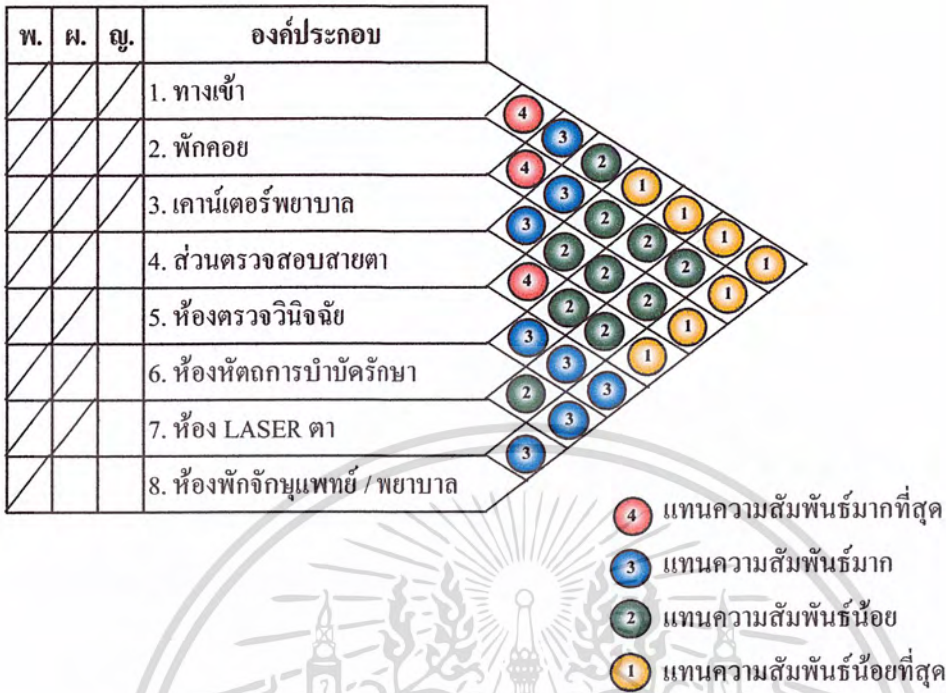 พ. ผ. ญ. องค์ประกอบ
1. ทางเข้า
4 3 2 1 1 1 1
2. พักคอย
4 3 2 2 2 1
3. เคาน์เตอร์พยาบาล
3 2 2 2 1
4. ส่วนตรวจสอบสายตา
4 2 2 1
5. ห้องตรวจวินิจฉัย
3 3 3
6. ห้องหัตถการบำบัดรักษา
2 3
7. ห้อง LASER ตา
3
8. ห้องพักจักษุแพทย์ / พยาบาล
4 แทนความสัมพันธ์มากที่สุด
3 แทนความสัมพันธ์มาก
2 แทนความสัมพันธ์น้อย
1 แทนความสัมพันธ์น้อยที่สุด